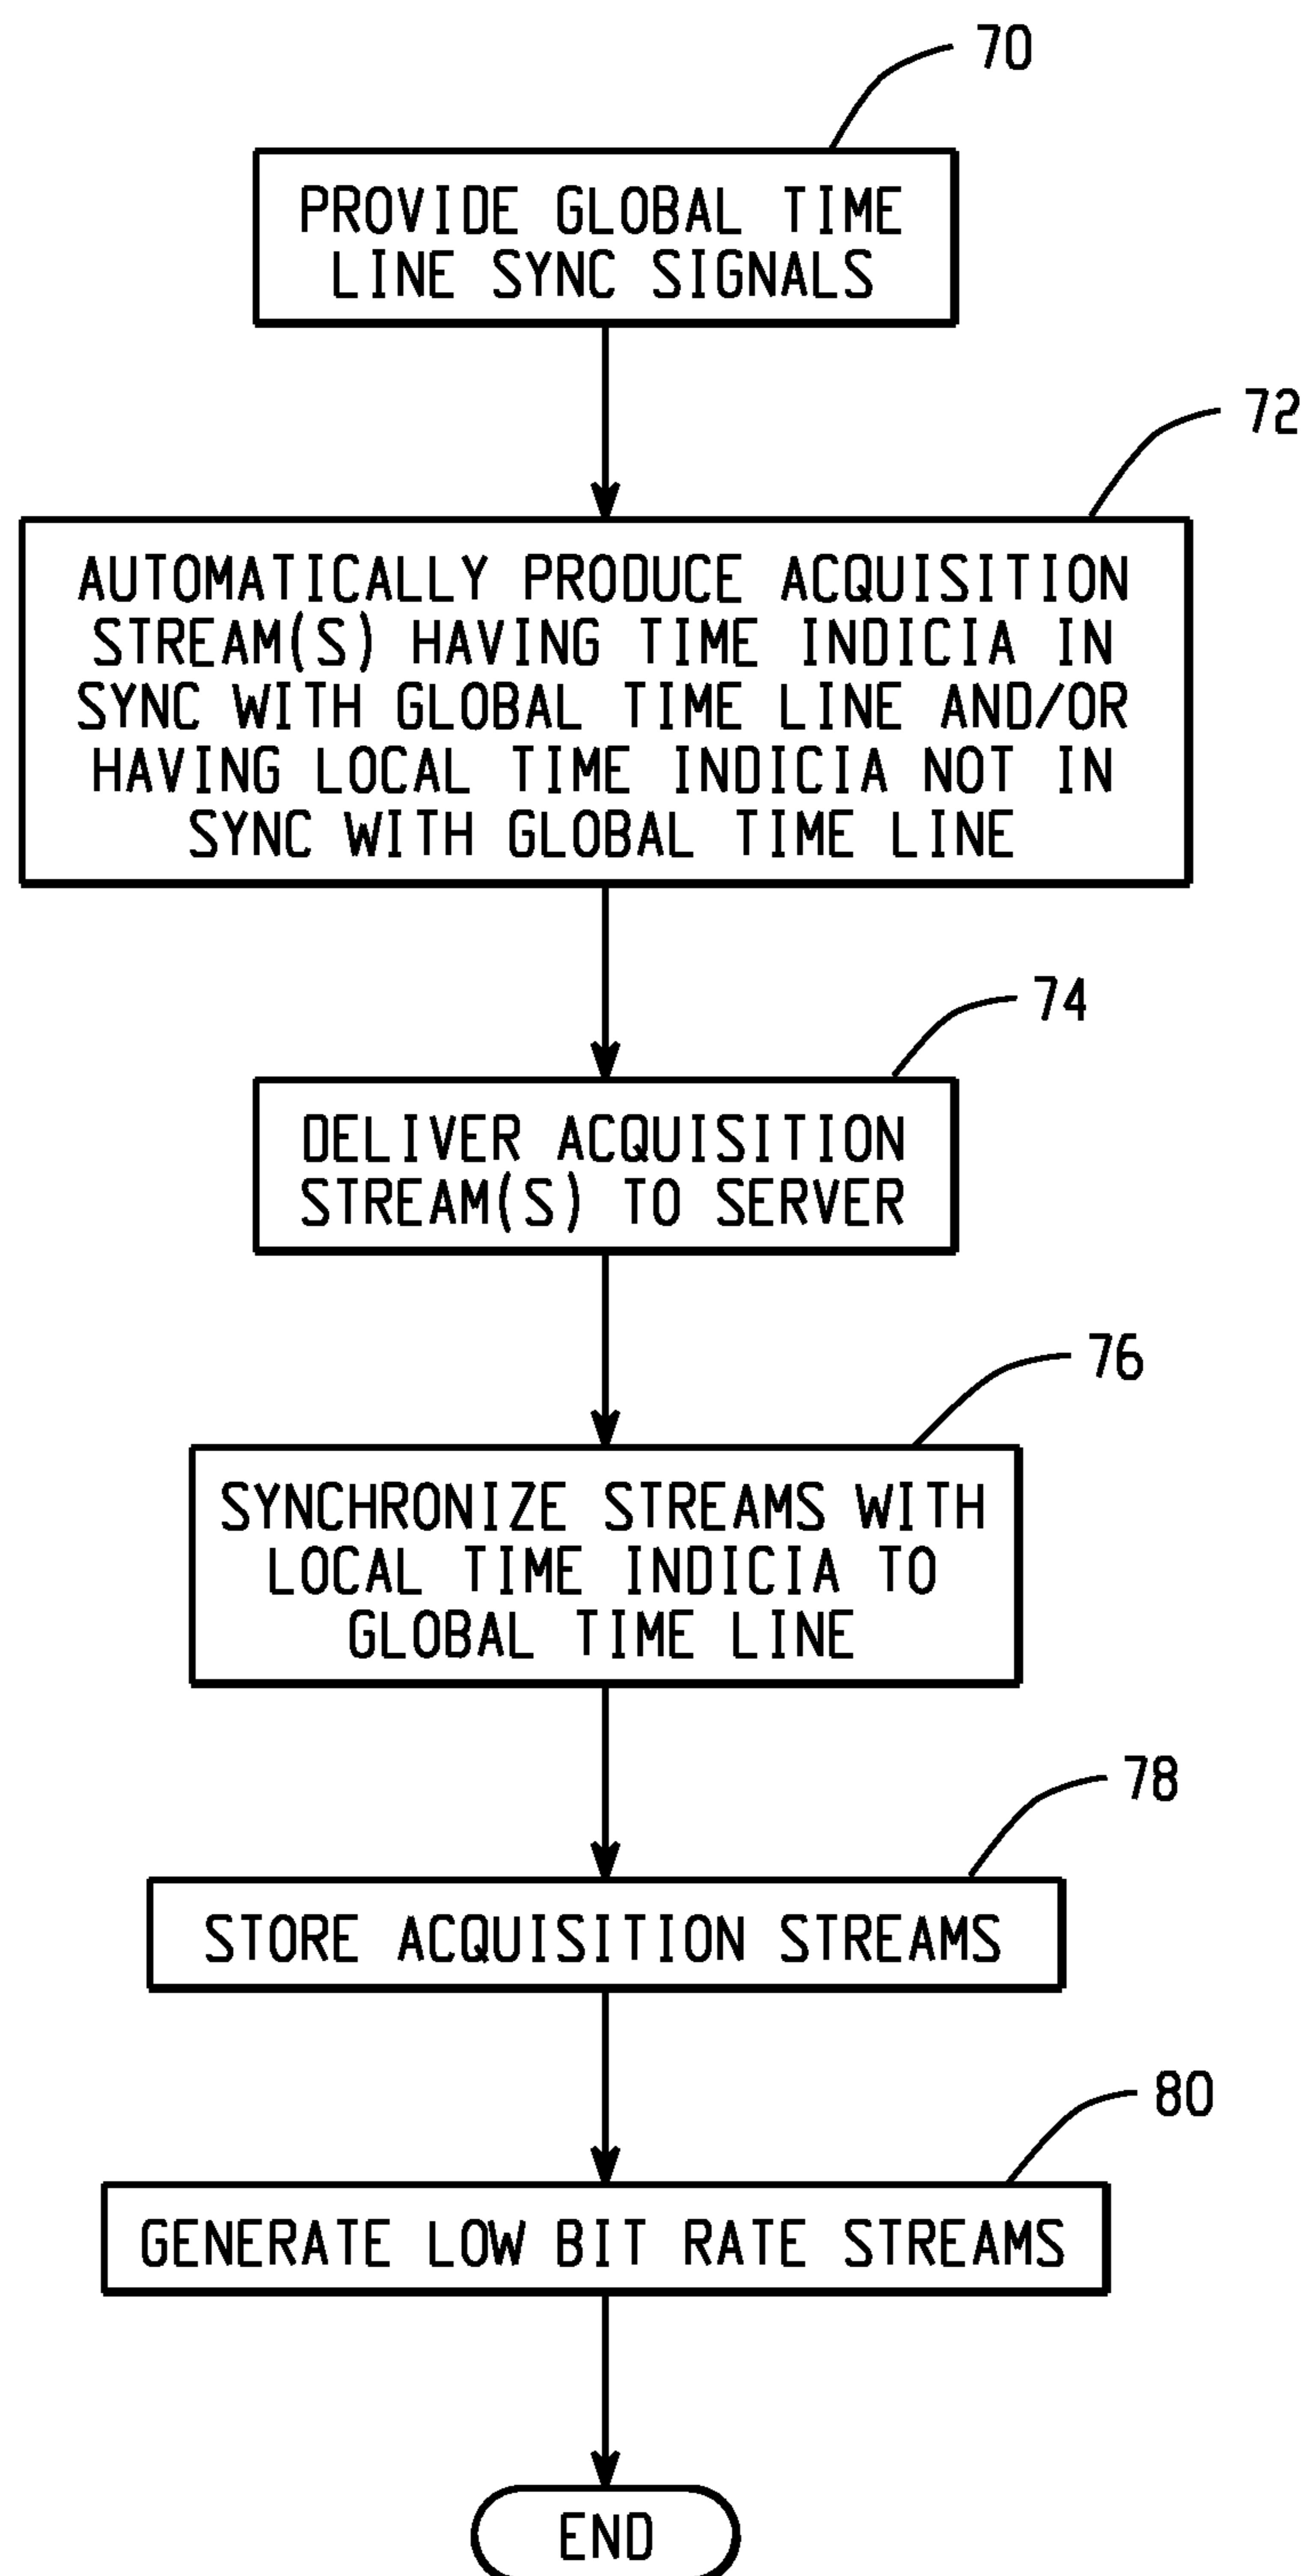 70
PROVIDE GLOBAL TIME
LINE SYNC SIGNALS
72
AUTOMATICALLY PRODUCE ACQUISITION
STREAM(S) HAVING TIME INDICIA IN
SYNC WITH GLOBAL TIME LINE AND/OR
HAVING LOCAL TIME INDICIA NOT IN
SYNC WITH GLOBAL TIME LINE
74
DELIVER ACQUISITION
STREAM(S) TO SERVER
76
SYNCHRONIZE STREAMS WITH
LOCAL TIME INDICIA TO
GLOBAL TIME LINE
78
STORE ACQUISITION STREAMS
80
GENERATE LOW BIT RATE STREAMS
END